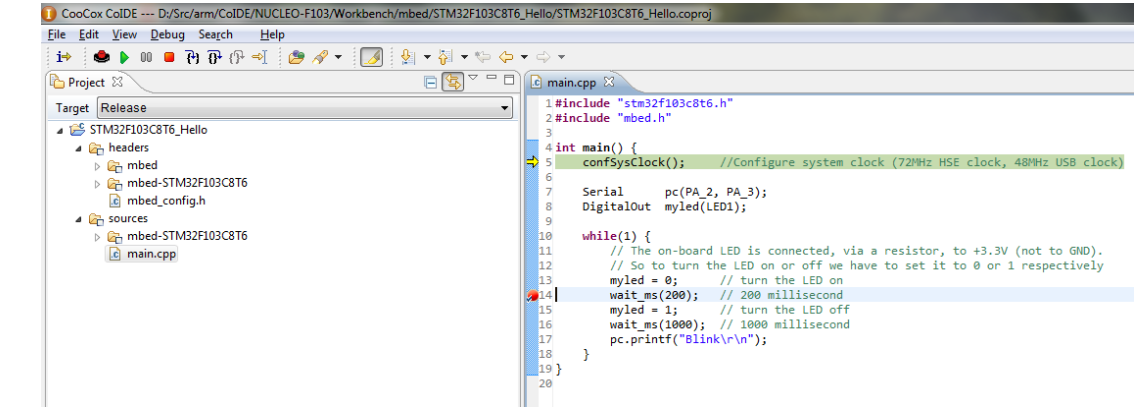 CooCox CoIDE --- D:/Src/arm/CoIDE/NUCLEO-F103/Workbench/mbed/STM32F103C8T6_Hello/STM32F103C8T6_Hello.coproj
File Edit View Debug Search Help
Project
Target Release
STM32F103C8T6_Hello
headers
mbed
mbed-STM32F103C8T6
mbed_config.h
sources
mbed-STM32F103C8T6
main.cpp
main.cpp
1 #include "stm32f103c8t6.h"
2 #include "mbed.h"
3
4 int main() {
5     confSysClock();     //Configure system clock (72MHz HSE clock, 48MHz USB clock)
6
7     Serial      pc(PA_2, PA_3);
8     DigitalOut  myled(LED1);
9
10     while(1) {
11         // The on-board LED is connected, via a resistor, to +3.3V (not to GND).
12         // So to turn the LED on or off we have to set it to 0 or 1 respectively
13         myled = 0;      // turn the LED on
14         wait_ms(200);   // 200 millisecond
15         myled = 1;      // turn the LED off
16         wait_ms(1000);  // 1000 millisecond
17         pc.printf("Blink\r\n");
18     }
19 }
20